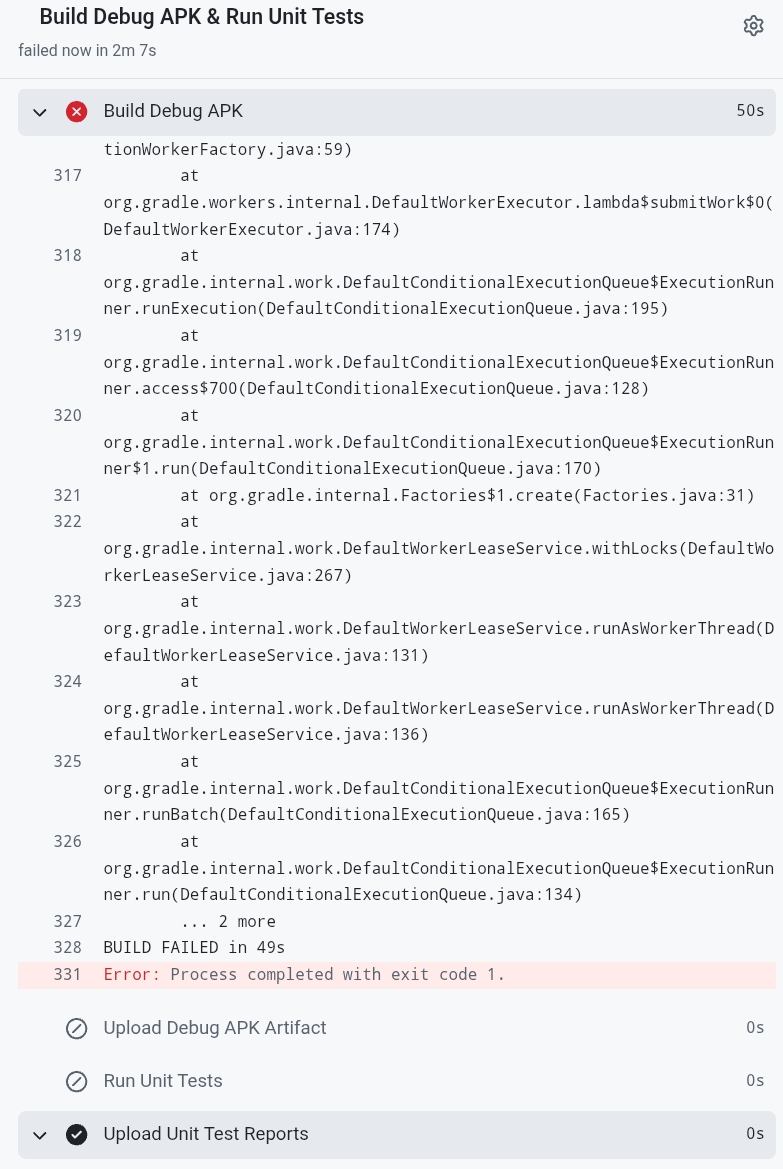 Build Debug APK & Run Unit Tests
failed now in 2m 7s
Build Debug APK 50s
tionWorkerFactory.java:59)
317 at
org.gradle.workers.internal.DefaultWorkerExecutor.lambda$submitWork$0(
DefaultWorkerExecutor.java:174)
318 at
org.gradle.internal.work.DefaultConditionalExecutionQueue$ExecutionRun
ner.runExecution(DefaultConditionalExecutionQueue.java:195)
319 at
org.gradle.internal.work.DefaultConditionalExecutionQueue$ExecutionRun
ner.access$700(DefaultConditionalExecutionQueue.java:128)
320 at
org.gradle.internal.work.DefaultConditionalExecutionQueue$ExecutionRun
ner$1.run(DefaultConditionalExecutionQueue.java:170)
321 at org.gradle.internal.Factories$1.create(Factories.java:31)
322 at
org.gradle.internal.work.DefaultWorkerLeaseService.withLocks(DefaultWo
rkerLeaseService.java:267)
323 at
org.gradle.internal.work.DefaultWorkerLeaseService.runAsWorkerThread(D
efaultWorkerLeaseService.java:131)
324 at
org.gradle.internal.work.DefaultWorkerLeaseService.runAsWorkerThread(D
efaultWorkerLeaseService.java:136)
325 at
org.gradle.internal.work.DefaultConditionalExecutionQueue$ExecutionRun
ner.runBatch(DefaultConditionalExecutionQueue.java:165)
326 at
org.gradle.internal.work.DefaultConditionalExecutionQueue$ExecutionRun
ner.run(DefaultConditionalExecutionQueue.java:134)
327 ... 2 more
328 BUILD FAILED in 49s
331 Error: Process completed with exit code 1.
Upload Debug APK Artifact 0s
Run Unit Tests 0s
Upload Unit Test Reports 0s